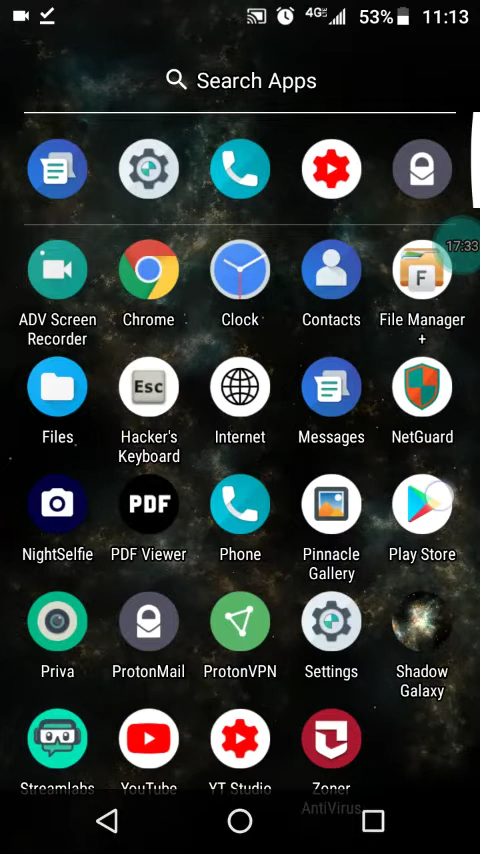 4G 53% 11:13
Search Apps
17:33
ADV Screen Recorder
Chrome
Clock
Contacts
File Manager +
F
Files
Hacker's Keyboard
Esc
Internet
Messages
NetGuard
NightSelfie
PDF Viewer
PDF
Phone
Pinnacle Gallery
Play Store
Priva
ProtonMail
ProtonVPN
Settings
Shadow Galaxy
Streamlabs
YouTube
YT Studio
Zoner AntiVirus